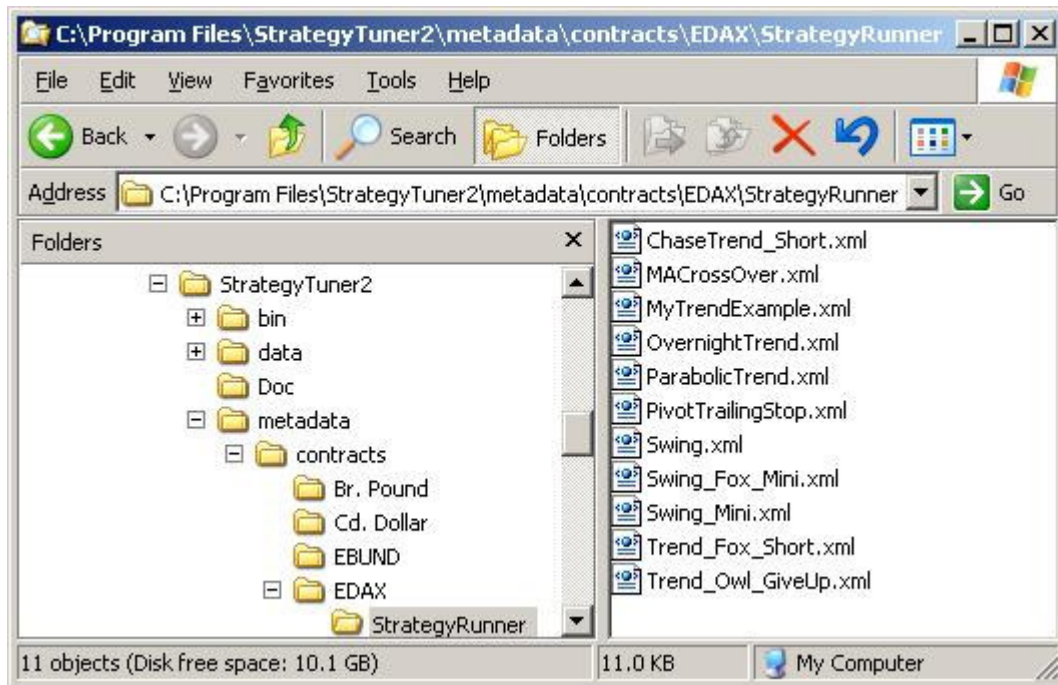 C:\Program Files\StrategyTuner2\metadata\contracts\EDAX\StrategyRunner
File Edit View Favorites Tools Help
Back Search Folders
Address C:\Program Files\StrategyTuner2\metadata\contracts\EDAX\StrategyRunner Go
Folders
StrategyTuner2
bin
data
Doc
metadata
contracts
Br. Pound
Cd. Dollar
EBUND
EDAX
StrategyRunner
ChaseTrend_Short.xml
MACrossOver.xml
MyTrendExample.xml
OvernightTrend.xml
ParabolicTrend.xml
PivotTrailingStop.xml
Swing.xml
Swing_Fox_Mini.xml
Swing_Mini.xml
Trend_Fox_Short.xml
Trend_Owl_GiveUp.xml
11 objects (Disk free space: 10.1 GB) 11.0 KB My Computer